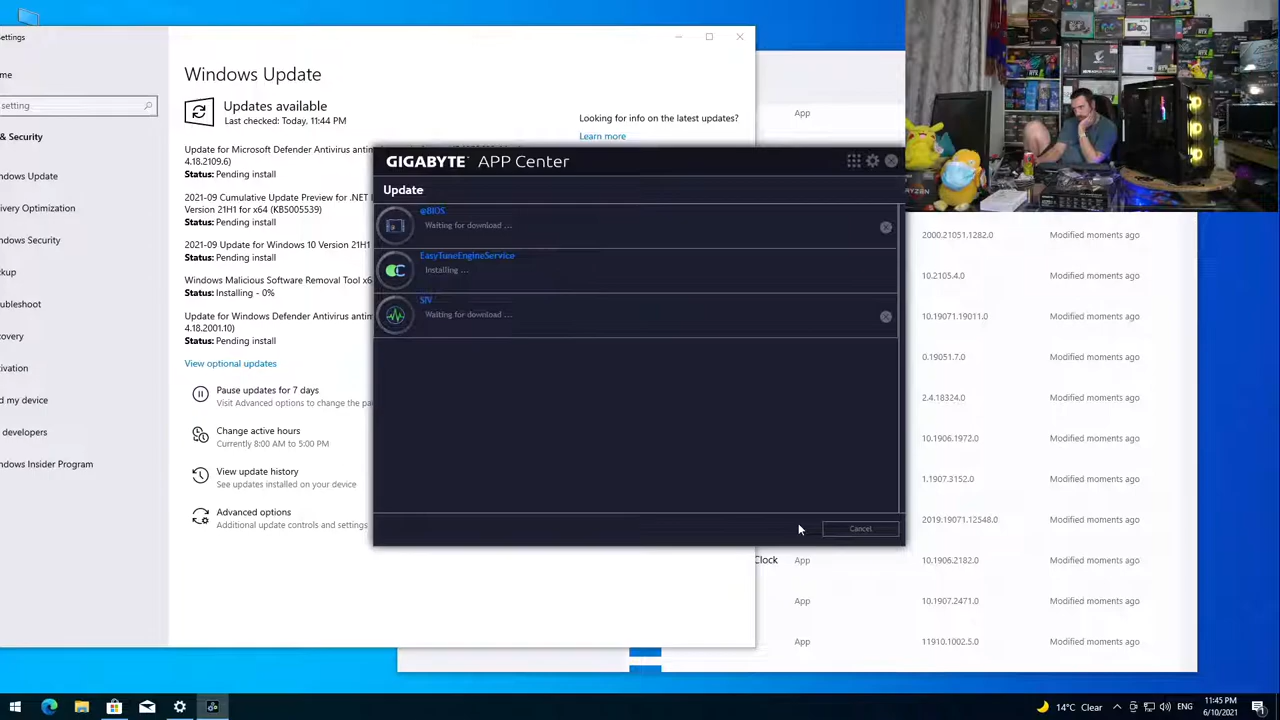 ettings
Windows Update
Updates available
Last checked: Today, 11:44 PM
me
setting
& Security
ndows Update
ivery Optimization
ndows Security
ckup
oubleshoot
covery
tivation
d my device
developers
ndows Insider Program
Update for Microsoft Defender Antivirus antim
4.18.2109.6)
Status: Pending install
2021-09 Cumulative Update Preview for .NET
Version 21H1 for x64 (KB5005539)
Status: Pending install
2021-09 Update for Windows 10 Version 21H1
Status: Pending install
Windows Malicious Software Removal Tool x6
Status: Installing - 0%
Update for Windows Defender Antivirus antim
4.18.2001.10)
Status: Pending install
View optional updates
Pause updates for 7 days
Visit Advanced options to change the pa
Change active hours
Currently 8:00 AM to 5:00 PM
View update history
See updates installed on your device
Advanced options
Additional update controls and settings
Looking for info on the latest updates?
Learn more
GIGABYTE APP Center
Update
@BIOS
Waiting for download ...
EasyTuneEngineService
Installing ...
SIV
Waiting for download ...
Cancel
App
2000.21051.1282.0 Modified moments ago
10.2105.4.0 Modified moments ago
10.19071.19011.0 Modified moments ago
0.19051.7.0 Modified moments ago
2.4.18324.0 Modified moments ago
10.1906.1972.0 Modified moments ago
1.1907.3152.0 Modified moments ago
2019.19071.12548.0 Modified moments ago
Clock App 10.1906.2182.0 Modified moments ago
App 10.1907.2471.0 Modified moments ago
App 11910.1002.5.0 Modified moments ago
RYZEN
14°C Clear
ENG
11:45 PM
6/10/2021
1